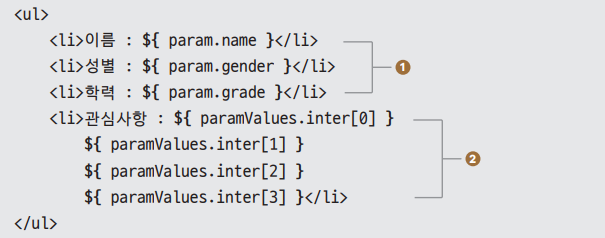 <ul>
<li>이름 : ${ param.name }</li>
<li>성별 : ${ param.gender }</li>
<li>학력 : ${ param.grade }</li>
❶
<li>관심사항 : ${ paramValues.inter[0] }
${ paramValues.inter[1] }
${ paramValues.inter[2] }
${ paramValues.inter[3] }</li>
❷
</ul>